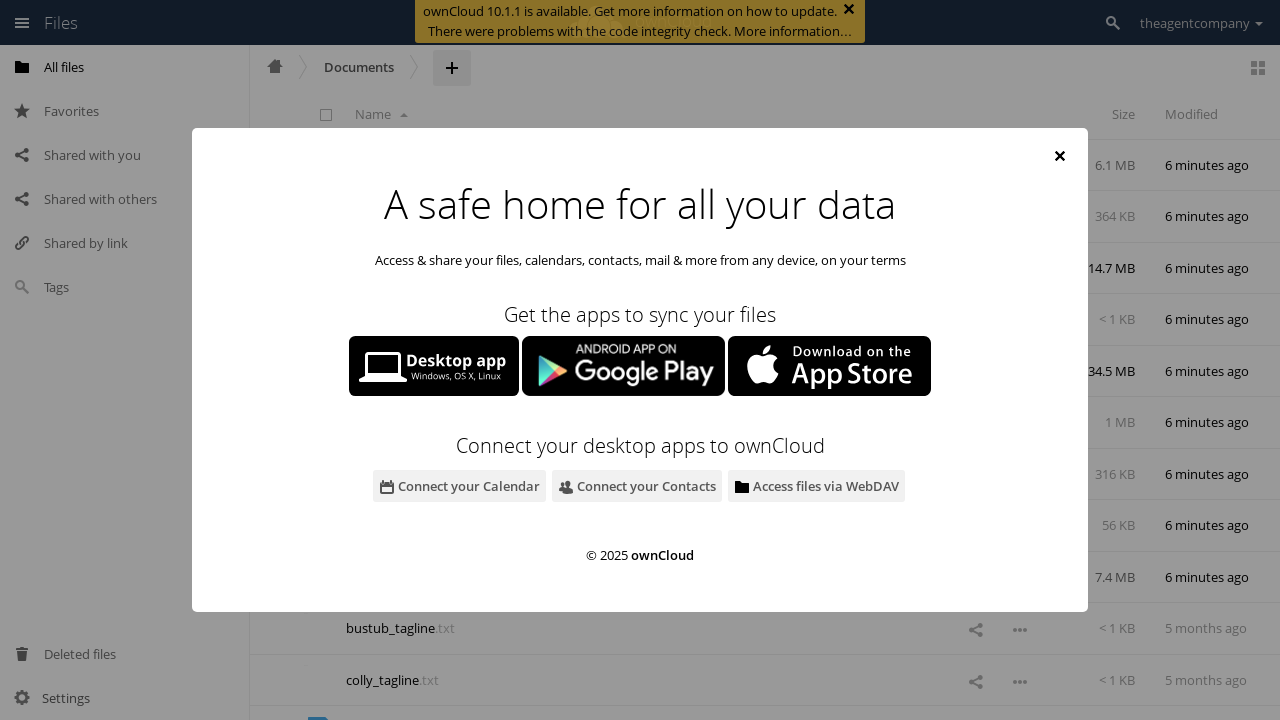 ownCloud 10.1.1 is available. Get more information on how to update.
There were problems with the code integrity check. More information…
Files
theagentcompany
All files
Favorites
Shared with you
Shared with others
Shared by link
Tags
Deleted files
Settings
Documents
Name
Size
Modified
6.1 MB 6 minutes ago
364 KB 6 minutes ago
14.7 MB 6 minutes ago
< 1 KB 6 minutes ago
34.5 MB 6 minutes ago
1 MB 6 minutes ago
316 KB 6 minutes ago
56 KB 6 minutes ago
7.4 MB 6 minutes ago
bustub_tagline.txt < 1 KB 5 months ago
colly_tagline.txt < 1 KB 5 months ago
A safe home for all your data
Access & share your files, calendars, contacts, mail & more from any device, on your terms
Get the apps to sync your files
Desktop app
Windows, OS X, Linux
ANDROID APP ON
Google Play
Download on the
App Store
Connect your desktop apps to ownCloud
Connect your Calendar
Connect your Contacts
Access files via WebDAV
© 2025 ownCloud